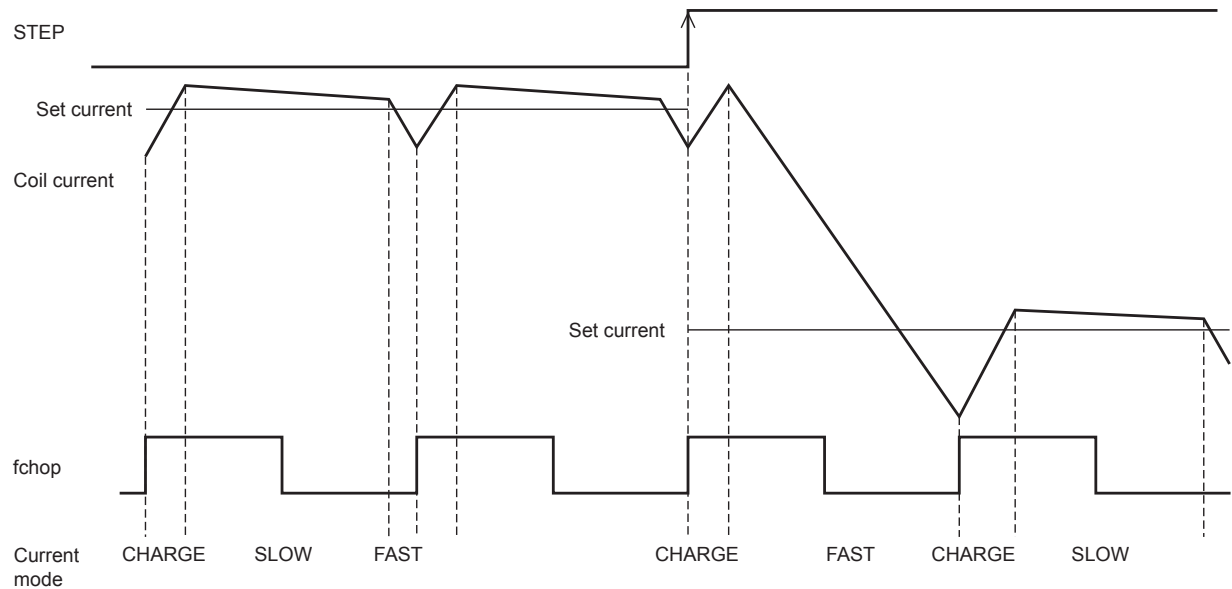 STEP
Set current
Coil current
Set current
fchop
Current mode
CHARGE
SLOW
FAST
CHARGE
FAST
CHARGE
SLOW